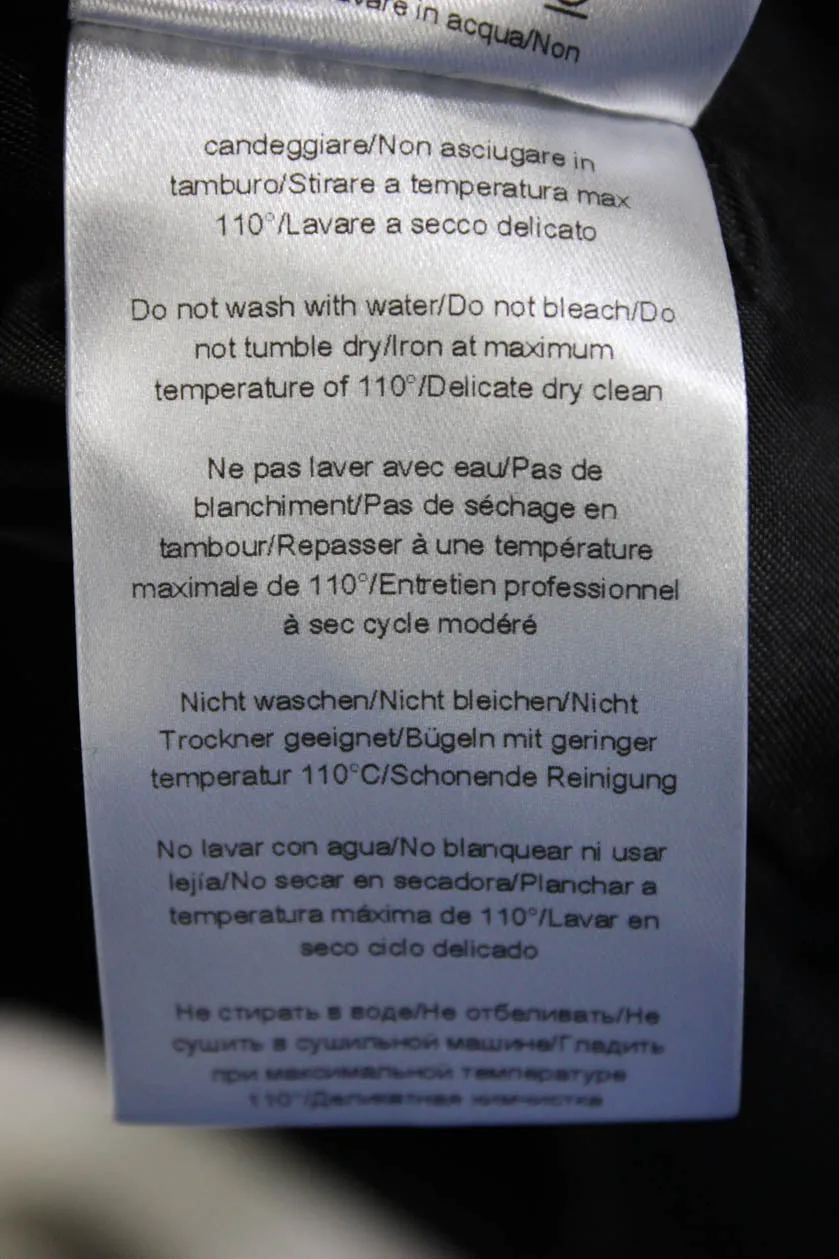 are in acqua/Non
candeggiare/Non asciugare in
tamburo/Stirare a temperatura max
110°/Lavare a secco delicato
Do not wash with water/Do not bleach/Do
not tumble dry/Iron at maximum
temperature of 110°/Delicate dry clean
Ne pas laver avec eau/Pas de
blanchiment/Pas de séchage en
tambour/Repasser à une température
maximale de 110°/Entretien professionnel
à sec cycle modéré
Nicht waschen/Nicht bleichen/Nicht
Trockner geeignet/Bügeln mit geringer
temperatur 110°C/Schonende Reinigung
No lavar con agua/No blanquear ni usar
lejía/No secar en secadora/Planchar a
temperatura máxima de 110°/Lavar en
seco ciclo delicado
Не стирать в воде/Не отбеливать/Не
сушить в сушильной машине/Гладить
при максимальной температуре
110°/Деликатная химчистка